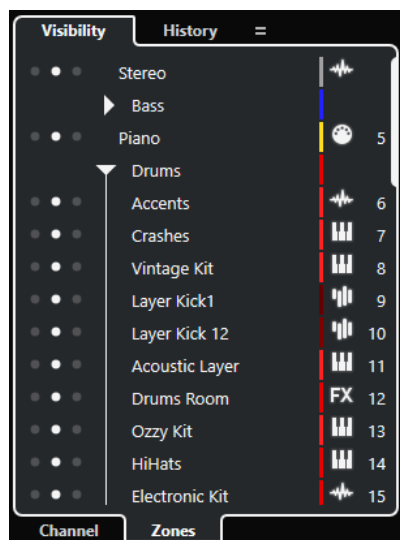 Visibility History =
Stereo
Bass
Piano 5
Drums
Accents 6
Crashes 7
Vintage Kit 8
Layer Kick1 9
Layer Kick 12 10
Acoustic Layer 11
Drums Room FX 12
Ozzy Kit 13
HiHats 14
Electronic Kit 15
Channel Zones